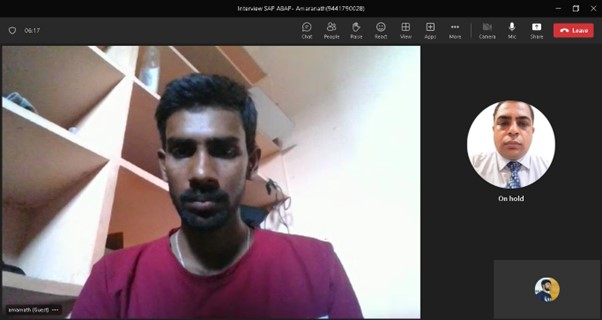 Interview SAP ABAP - Amaranath(9441790028)
06:17
Chat People Raise React View Apps More Camera Mic Share Leave
On hold
amarnath (Guest)